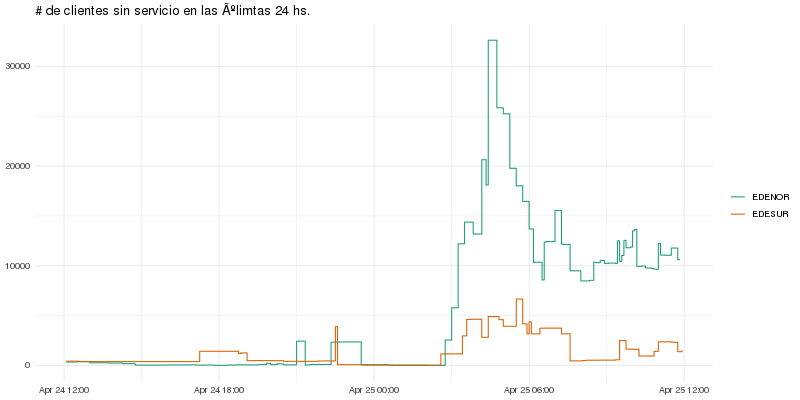 # de clientes sin servicio en las Ãºlimtas 24 hs.
30000
20000
10000
0
Apr 24 12:00
Apr 24 18:00
Apr 25 00:00
Apr 25 06:00
Apr 25 12:00
EDENOR
EDESUR